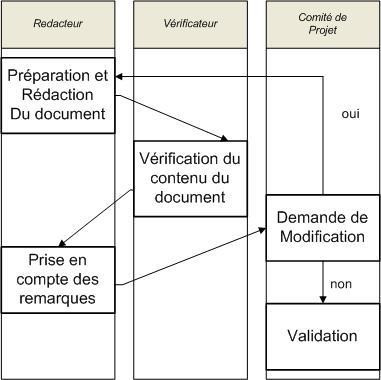 Redacteur
Vérificateur
Comité de
Projet
Préparation et
Rédaction
Du document
oui
Vérification du
contenu du
document
Demande de
Modification
Prise en
compte des
remarques
non
Validation